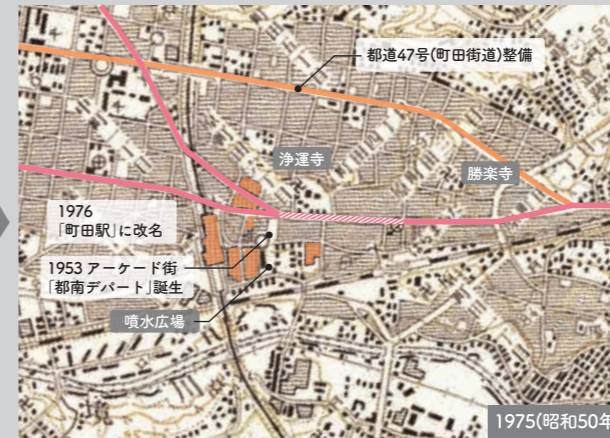 都道47号(町田街道)整備
浄運寺
勝楽寺
1976
「町田駅」に改名
1953 アーケード街
「都南デパート」誕生
噴水広場
1975(昭和50年